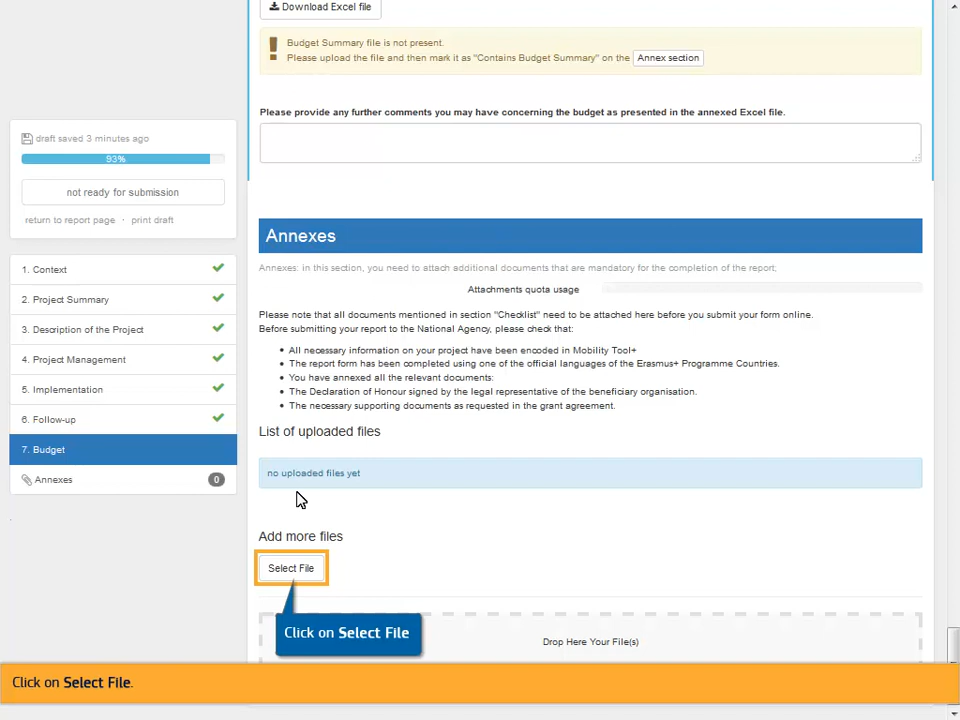 Download Excel file
Budget Summary file is not present.
Please upload the file and then mark it as "Contains Budget Summary" on the Annex section
Please provide any further comments you may have concerning the budget as presented in the annexed Excel file.
draft saved 3 minutes ago
93%
not ready for submission
return to report page · print draft
1. Context
2. Project Summary
3. Description of the Project
4. Project Management
5. Implementation
6. Follow-up
7. Budget
Annexes 0
Annexes
Annexes: in this section, you need to attach additional documents that are mandatory for the completion of the report;
Attachments quota usage
Please note that all documents mentioned in section "Checklist" need to be attached here before you submit your form online.
Before submitting your report to the National Agency, please check that:
• All necessary information on your project have been encoded in Mobility Tool+
• The report form has been completed using one of the official languages of the Erasmus+ Programme Countries.
• You have annexed all the relevant documents:
• The Declaration of Honour signed by the legal representative of the beneficiary organisation.
• The necessary supporting documents as requested in the grant agreement.
List of uploaded files
no uploaded files yet
Add more files
Select File
Click on Select File
Drop Here Your File(s)
Click on Select File.